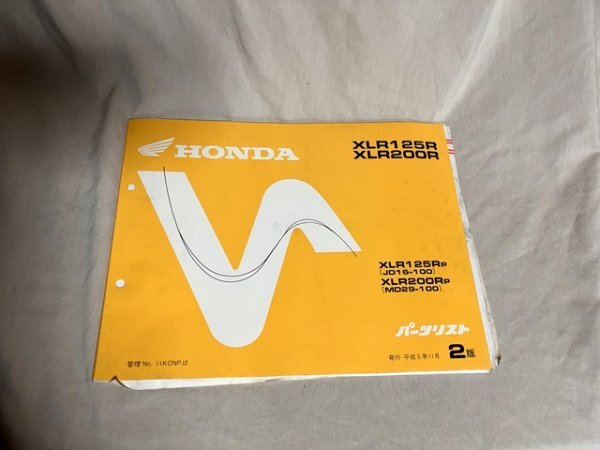 HONDA
XLR125R
XLR200R
XLR125RP
(JD16-100)
XLR200RP
(MD29-100)
パーツリスト
管理No. 11KCNPJ2
発行 平成5年11月 2版